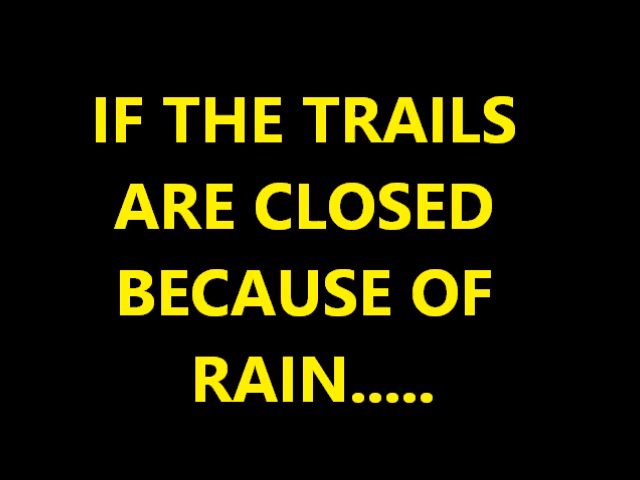 IF THE TRAILS
ARE CLOSED
BECAUSE OF
RAIN.....